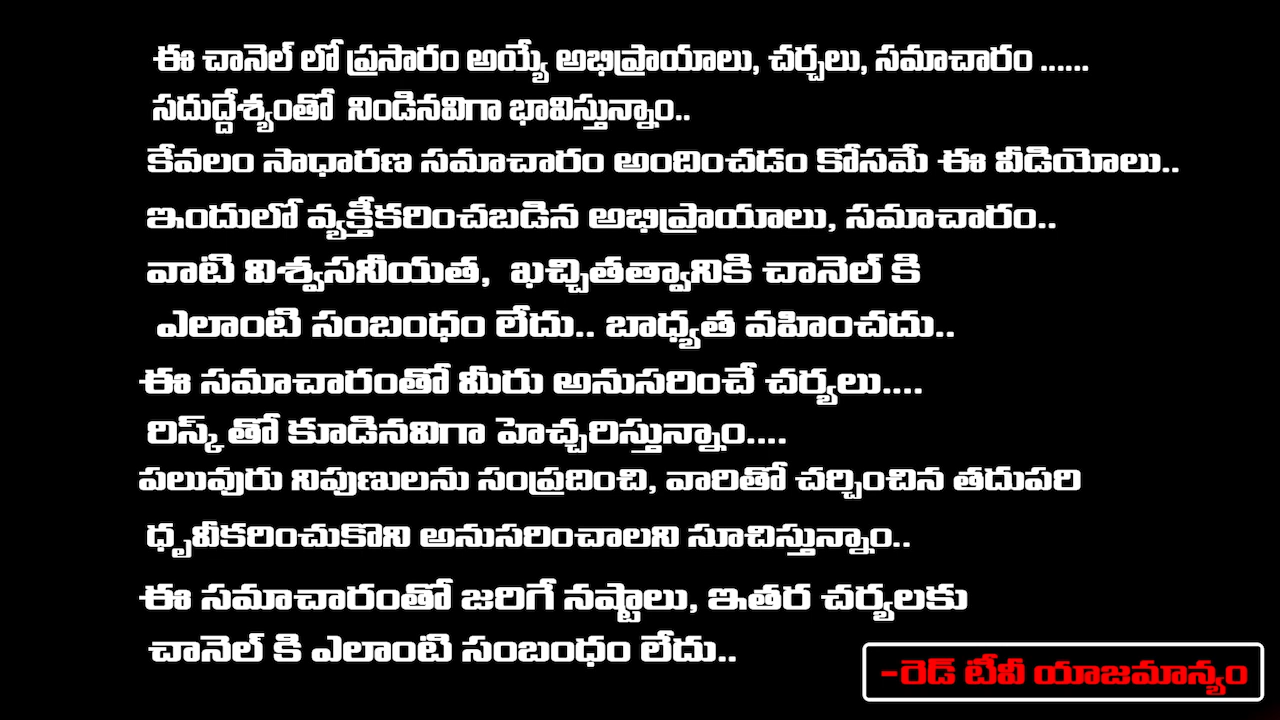 ఈ చానెల్ లో ప్రసారం అయ్యే అభిప్రాయాలు, చర్చలు, సమాచారం ......
సదుద్దేశ్యంతో నిండినవిగా భావిస్తున్నాం..
కేవలం సాధారణ సమాచారం అందించడం కోసమే ఈ వీడియోలు..
ఇందులో వ్యక్తీకరించబడిన అభిప్రాయాలు, సమాచారం..
వాటి విశ్వసనీయత, ఖచ్చితత్వానికి చానెల్ కి
ఎలాంటి సంబంధం లేదు.. బాధ్యత వహించదు..
ఈ సమాచారంతో మీరు అనుసరించే చర్యలు....
రిస్క్ తో కూడినవిగా హెచ్చరిస్తున్నాం....
పలువురు నిపుణులను సంప్రదించి, వారితో చర్చించిన తదుపరి
ధృవీకరించుకొని అనుసరించాలని సూచిస్తున్నాం..
ఈ సమాచారంతో జరిగే నష్టాలు, ఇతర చర్యలకు
చానెల్ కి ఎలాంటి సంబంధం లేదు..
-రెడ్ టీవీ యాజమాన్యం